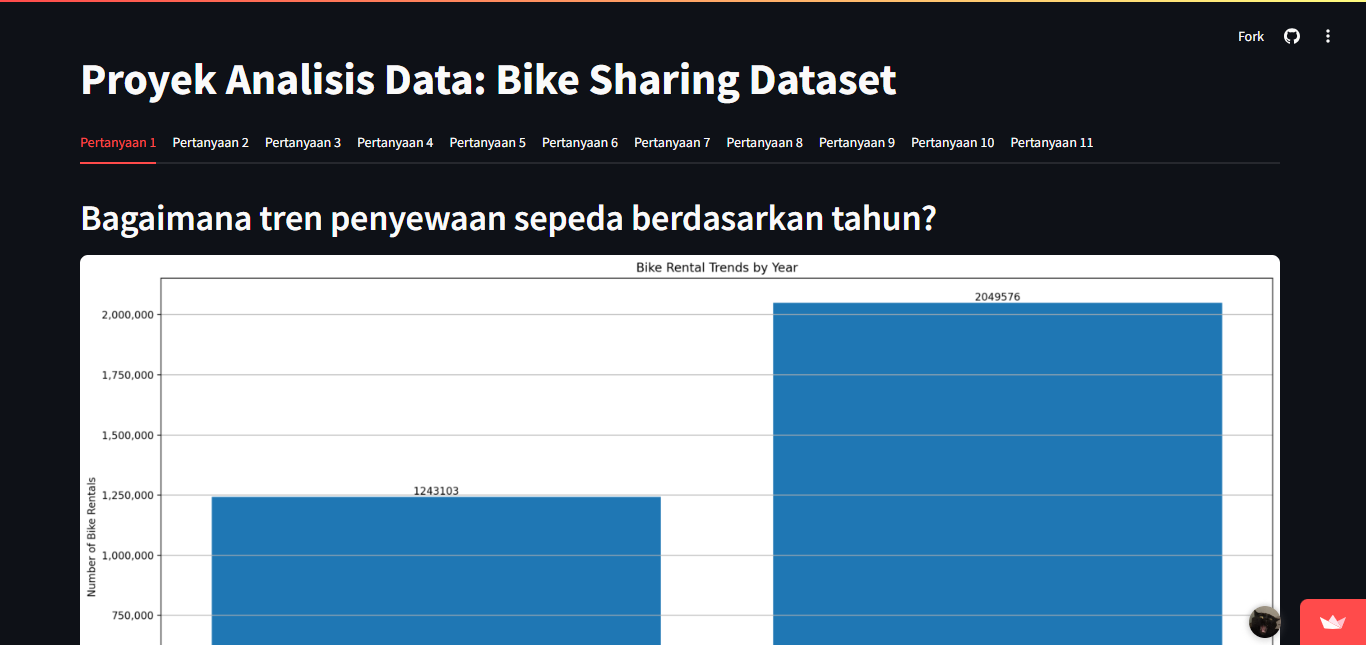 Fork
Proyek Analisis Data: Bike Sharing Dataset
Pertanyaan 1 Pertanyaan 2 Pertanyaan 3 Pertanyaan 4 Pertanyaan 5 Pertanyaan 6 Pertanyaan 7 Pertanyaan 8 Pertanyaan 9 Pertanyaan 10 Pertanyaan 11
Bagaimana tren penyewaan sepeda berdasarkan tahun?
Bike Rental Trends by Year
2049576
2,000,000
1,750,000
1,500,000
1243103
1,250,000
Number of Bike Rentals
1,000,000
750,000